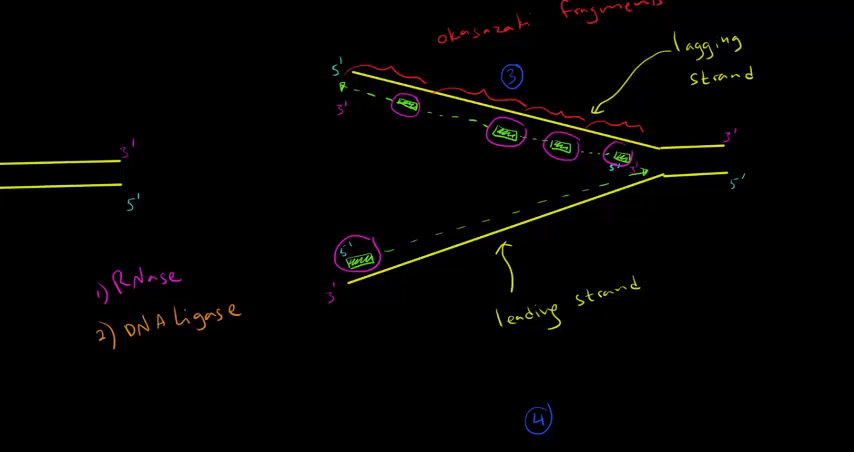 okasazaki fragments
lagging
strand
3
5'
3'
3'
5'
5'
3'
3'
5'
5'
3'
leading strand
1) RNase
2) DNA Ligase
4